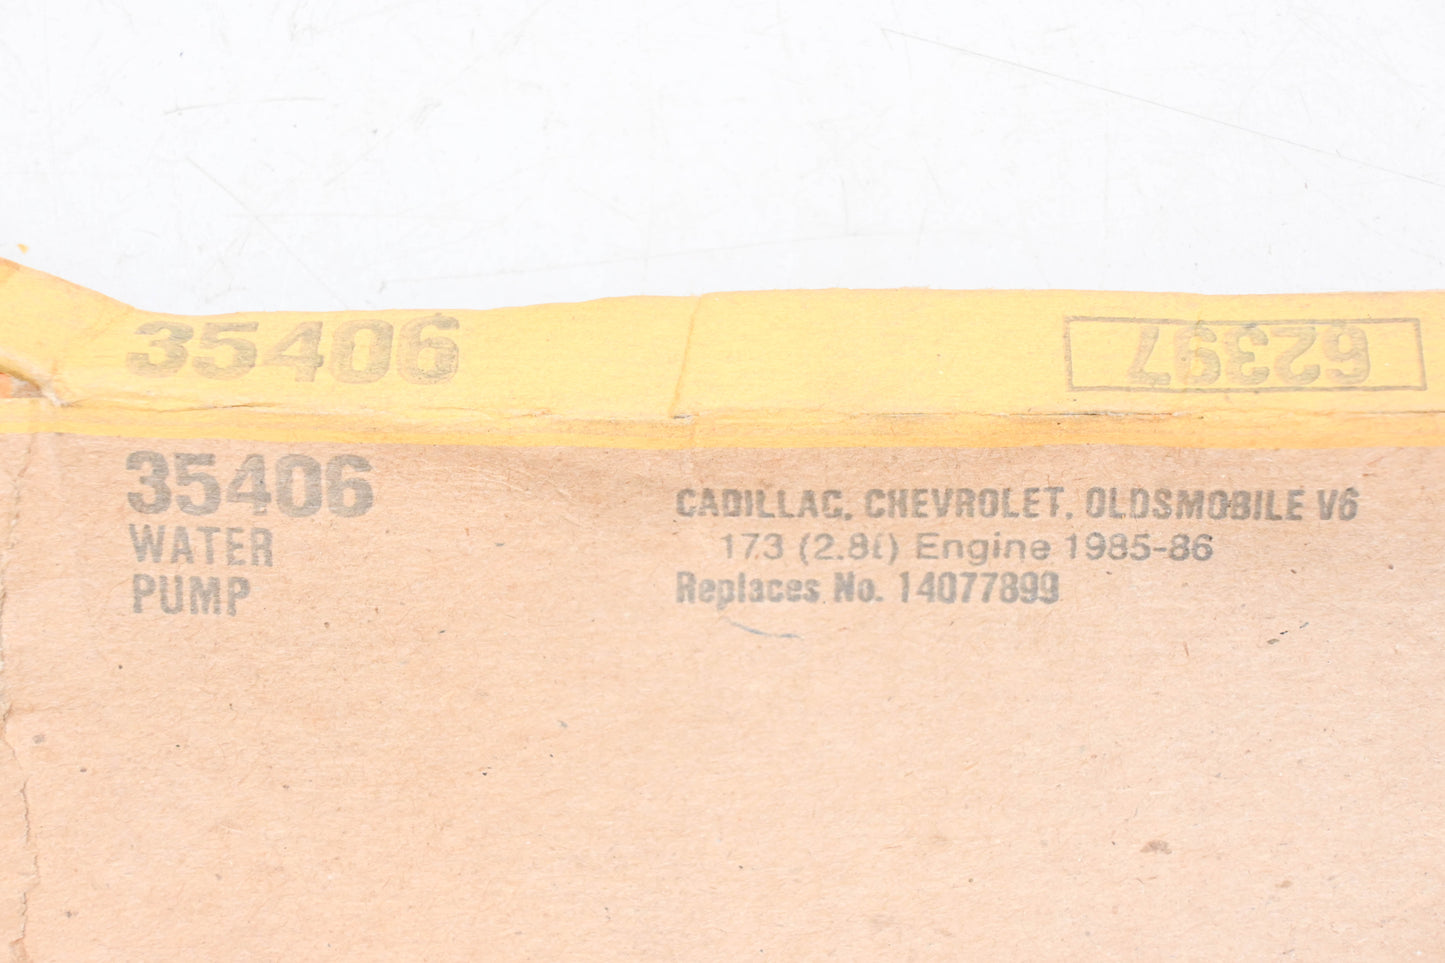 35406
62397
35406
WATER
PUMP
CADILLAC, CHEVROLET, OLDSMOBILE V6
173 (2.8ℓ) Engine 1985-86
Replaces No. 14077899